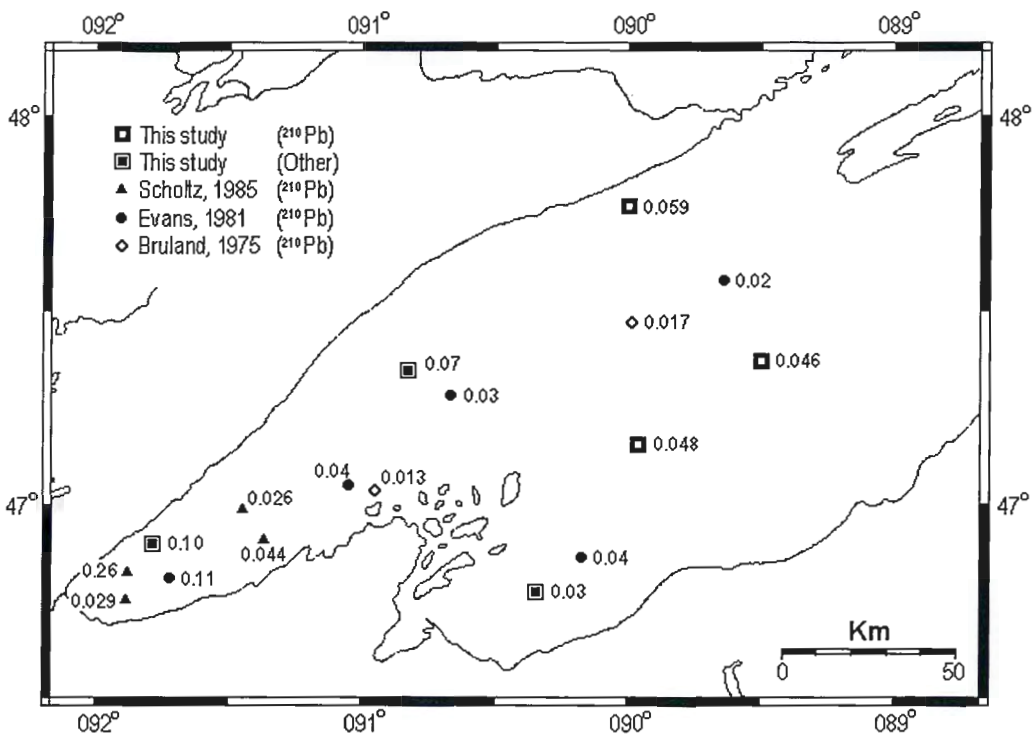 092° 091° 090° 089°
48° 48°
This study (²¹⁰Pb)
This study (Other)
Scholtz, 1985 (²¹⁰Pb)
Evans, 1981 (²¹⁰Pb)
Bruland, 1975 (²¹⁰Pb)
0.059
0.02
0.017
0.046
0.07
0.03
0.048
0.04 0.013
0.026
47° 47°
0.10 0.044
0.26 0.11 0.04
0.029 0.03
Km
0 50
092° 091° 090° 089°